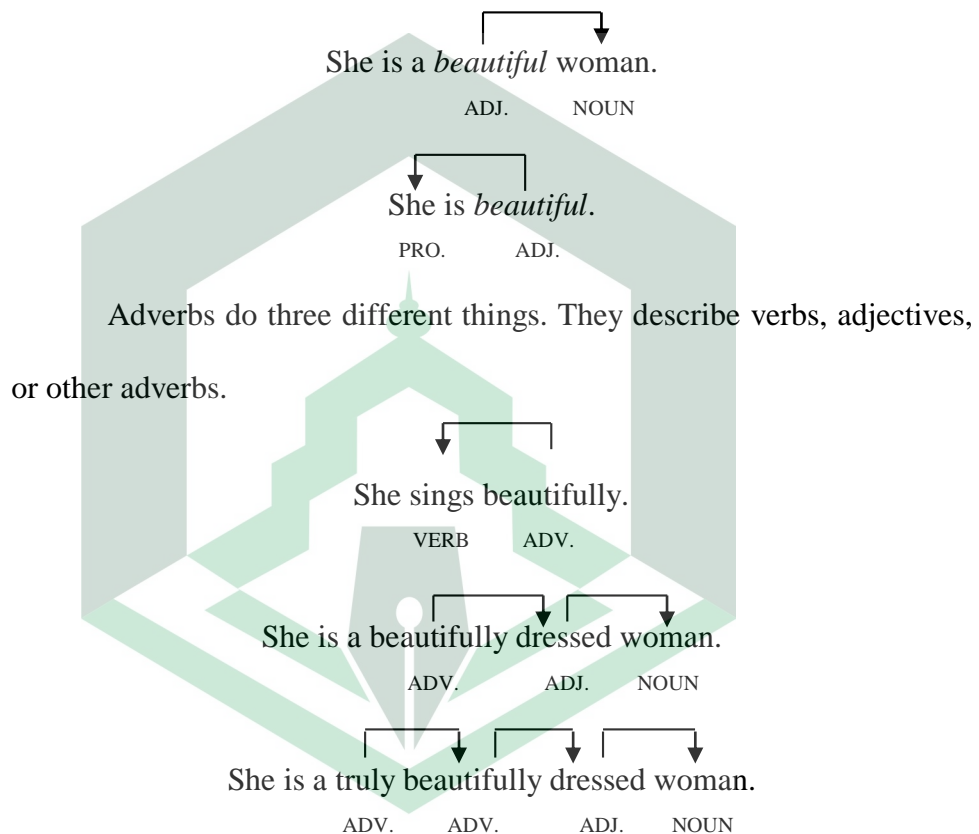 She is a beautiful woman.
ADJ. NOUN
She is beautiful.
PRO. ADJ.
Adverbs do three different things. They describe verbs, adjectives,
or other adverbs.
She sings beautifully.
VERB ADV.
She is a beautifully dressed woman.
ADV. ADJ. NOUN
She is a truly beautifully dressed woman.
ADV. ADV. ADJ. NOUN